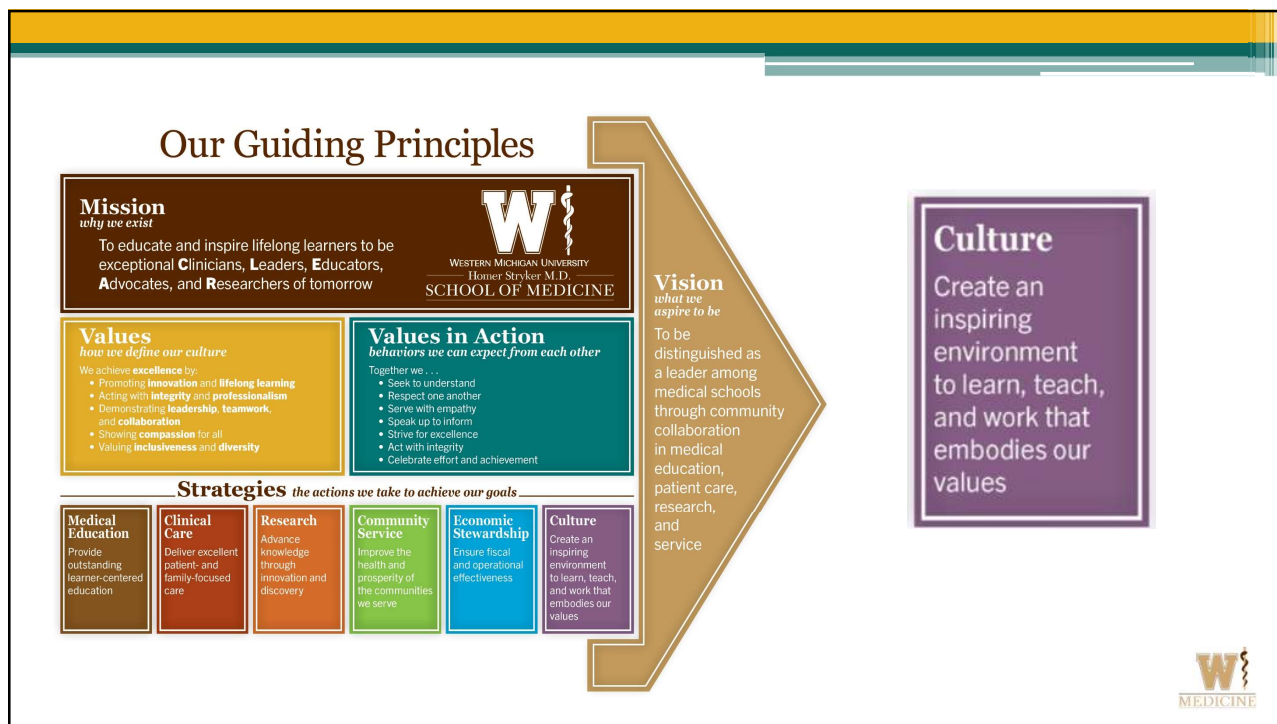 Our Guiding Principles
Mission
why we exist
To educate and inspire lifelong learners to be
exceptional Clinicians, Leaders, Educators,
Advocates, and Researchers of tomorrow
W
WESTERN MICHIGAN UNIVERSITY
Homer Stryker M.D.
SCHOOL OF MEDICINE
Values
how we define our culture
We achieve excellence by:
• Promoting innovation and lifelong learning
• Acting with integrity and professionalism
• Demonstrating leadership, teamwork,
and collaboration
• Showing compassion for all
• Valuing inclusiveness and diversity
Values in Action
behaviors we can expect from each other
Together we . . .
• Seek to understand
• Respect one another
• Serve with empathy
• Speak up to inform
• Strive for excellence
• Act with integrity
• Celebrate effort and achievement
Strategies the actions we take to achieve our goals
Medical
Education
Provide
outstanding
learner-centered
education
Clinical
Care
Deliver excellent
patient- and
family-focused
care
Research
Advance
knowledge
through
innovation and
discovery
Community
Service
Improve the
health and
prosperity of
the communities
we serve
Economic
Stewardship
Ensure fiscal
and operational
effectiveness
Culture
Create an
inspiring
environment
to learn, teach,
and work that
embodies our
values
Vision
what we
aspire to be
To be
distinguished as
a leader among
medical schools
through community
collaboration
in medical
education,
patient care,
research,
and
service
Culture
Create an
inspiring
environment
to learn, teach,
and work that
embodies our
values
W
MEDICINE